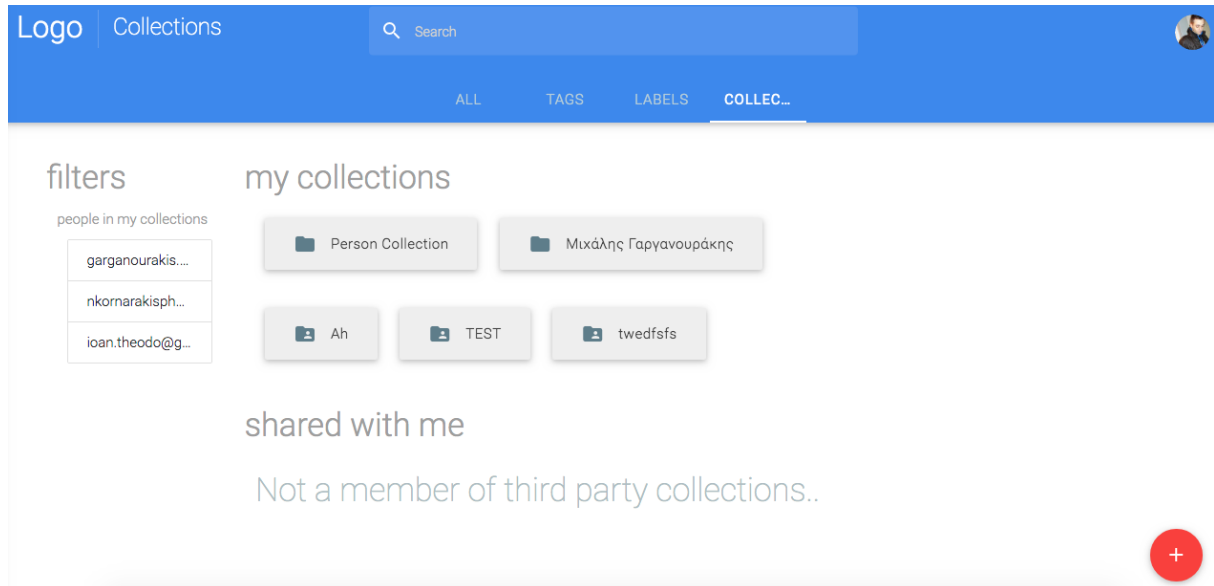 Logo
Collections
Search
ALL TAGS LABELS COLLEC...
filters
people in my collections
garganourakis....
nkornarakisph...
ioan.theodo@g...
my collections
Person Collection Μιχάλης Γαργανουράκης
Ah TEST twedfsfs
shared with me
Not a member of third party collections..
+